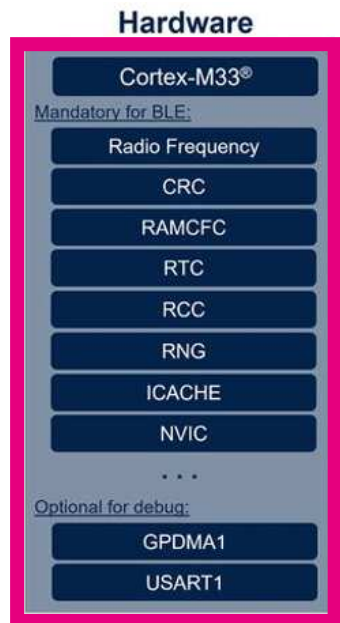 Hardware
Cortex-M33®
Mandatory for BLE:
Radio Frequency
CRC
RAMCFC
RTC
RCC
RNG
ICACHE
NVIC
...
Optional for debug:
GPDMA1
USART1